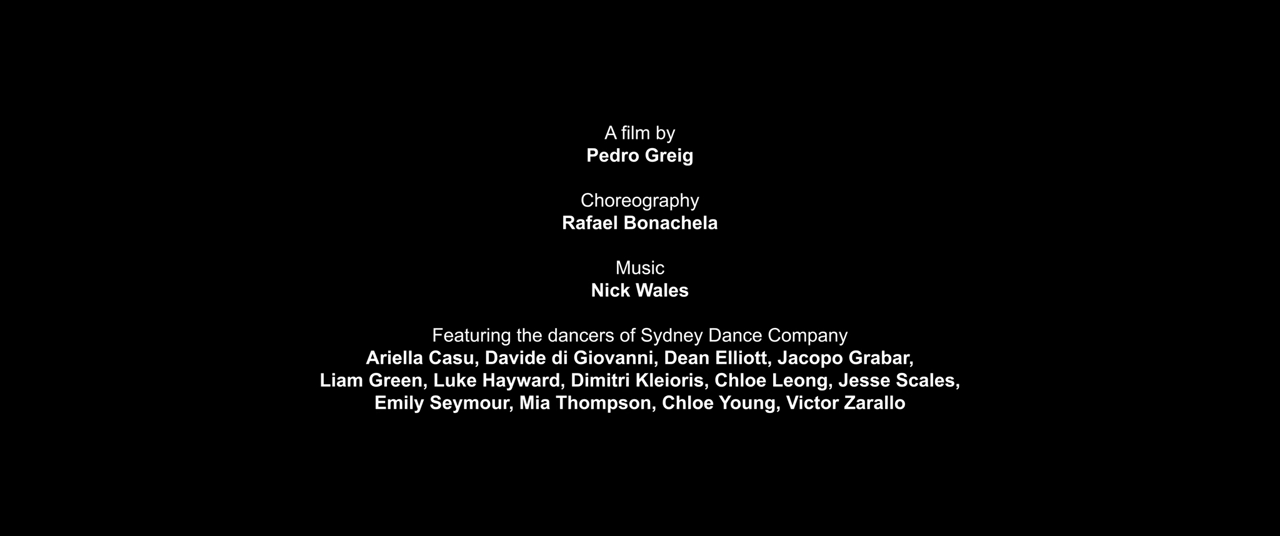 A film by
Pedro Greig
Choreography
Rafael Bonachela
Music
Nick Wales
Featuring the dancers of Sydney Dance Company
Ariella Casu, Davide di Giovanni, Dean Elliott, Jacopo Grabar,
Liam Green, Luke Hayward, Dimitri Kleioris, Chloe Leong, Jesse Scales,
Emily Seymour, Mia Thompson, Chloe Young, Victor Zarallo